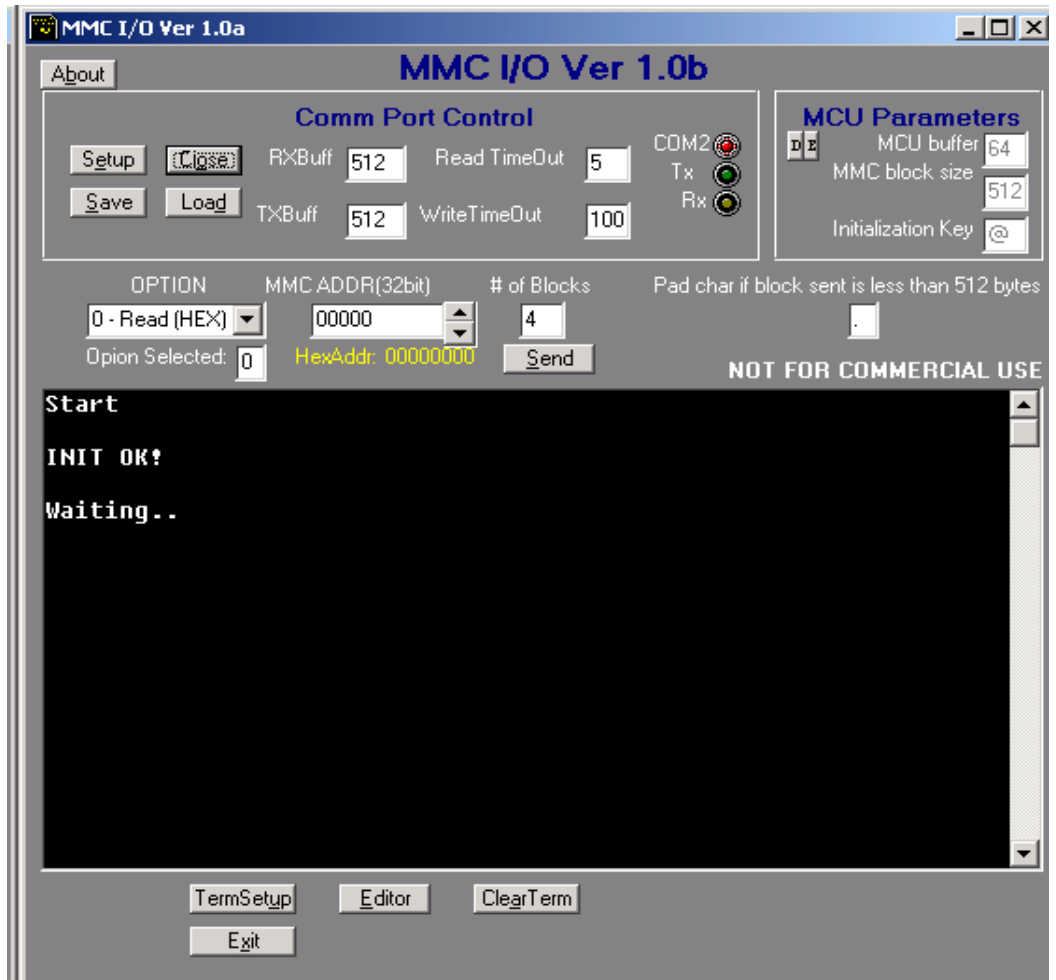 MMC I/O Ver 1.0a
About
MMC I/O Ver 1.0b
Comm Port Control
MCU Parameters
Setup Close RXBuff 512 Read TimeOut 5 COM2
D E MCU buffer 64
Tx
MMC block size 512
Save Load TXBuff 512 WriteTimeOut 100 Rx
Initialization Key @
OPTION MMC ADDR(32bit) # of Blocks Pad char if block sent is less than 512 bytes
0 - Read (HEX) 00000 4 .
Opion Selected: 0 HexAddr: 00000000 Send
NOT FOR COMMERCIAL USE
Start
INIT OK!
Waiting..
TermSetup Editor ClearTerm
Exit